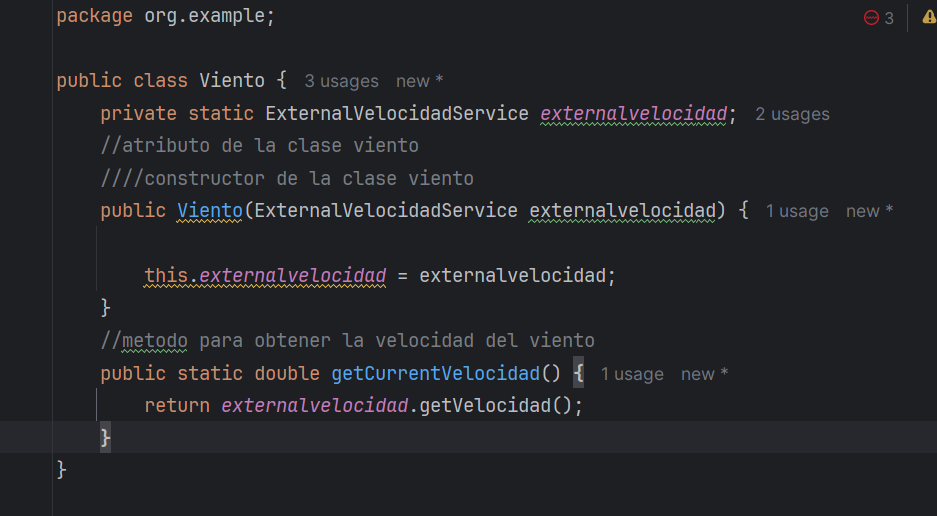 package org.example;
3
public class Viento { 3 usages new *
private static ExternalVelocidadService externalvelocidad; 2 usages
//atributo de la clase viento
////constructor de la clase viento
public Viento(ExternalVelocidadService externalvelocidad) { 1 usage new *
this.externalvelocidad = externalvelocidad;
}
//metodo para obtener la velocidad del viento
public static double getCurrentVelocidad() { 1 usage new *
return externalvelocidad.getVelocidad();
}
}